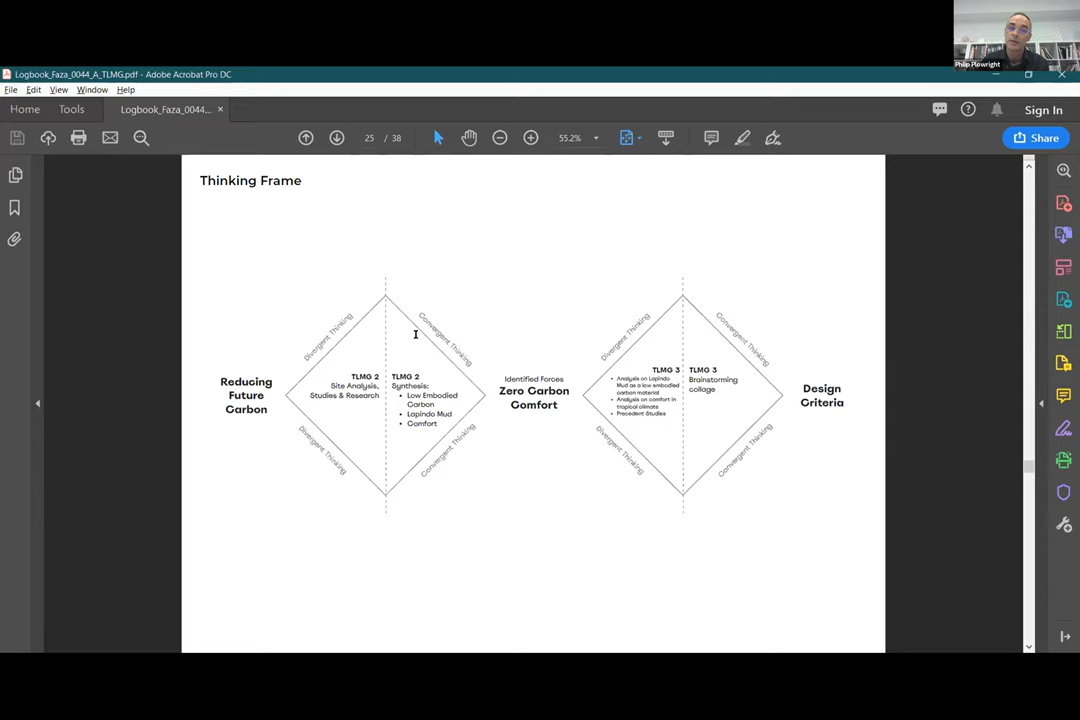 Philip Plowright
Logbook_Faza_0044_A_TLMG.pdf - Adobe Acrobat Pro DC
File Edit View Window Help
Home Tools Logbook_Faza_0044... × Sign In
25 / 38 55.2% Share
Thinking Frame
Divergent Thinking
Convergent Thinking
Divergent Thinking
Convergent Thinking
Reducing
Future
Carbon
TLMG 2
Site Analysis,
Studies & Research
TLMG 2
Synthesis:
• Low Embodied
Carbon
• Lapindo Mud
• Comfort
Divergent Thinking
Convergent Thinking
Identified Forces
Zero Carbon
Comfort
TLMG 3
• Analysis on Lapindo
Mud as a low embodied
carbon material
• Analysis on comfort in
tropical climate
• Precedent Studies
TLMG 3
Brainstorming
collage
Divergent Thinking
Convergent Thinking
Design
Criteria